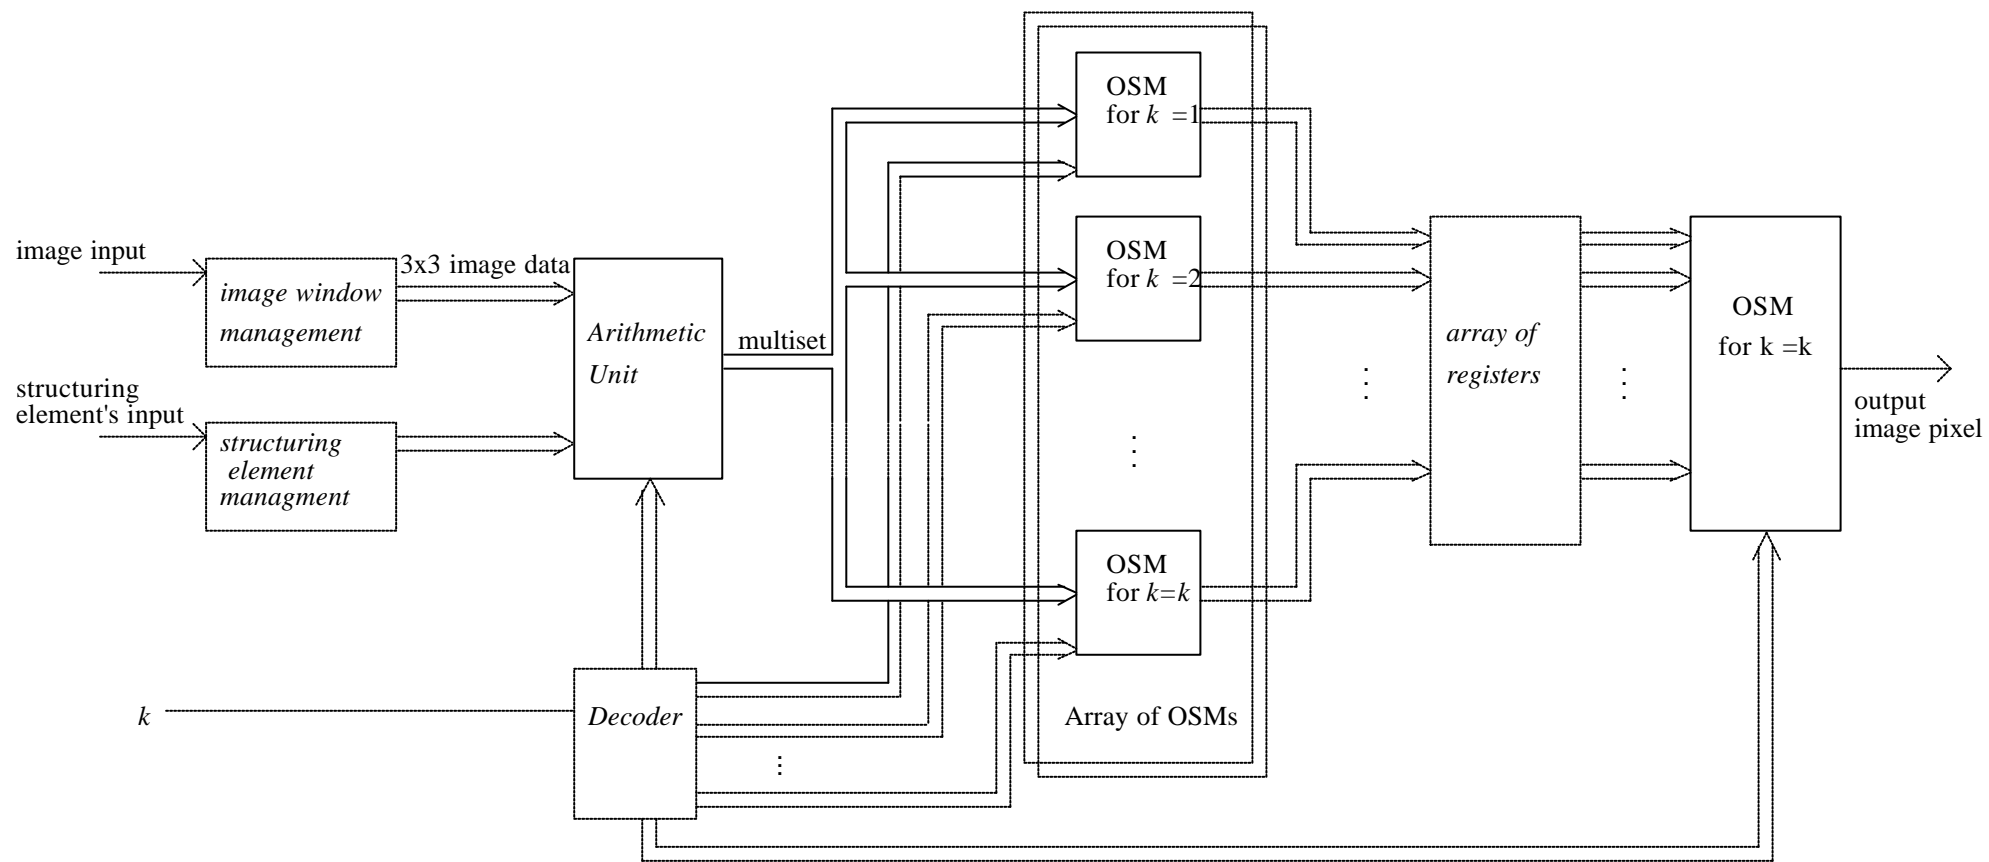 image input
3x3 image data
image window
management
structuring
element's input
structuring
element
managment
Arithmetic
Unit
multiset
k
Decoder
⋮
OSM
for k =1
OSM
for k =2
⋮
OSM
for k=k
Array of OSMs
⋮
array of
registers
⋮
OSM
for k =k
output
image pixel